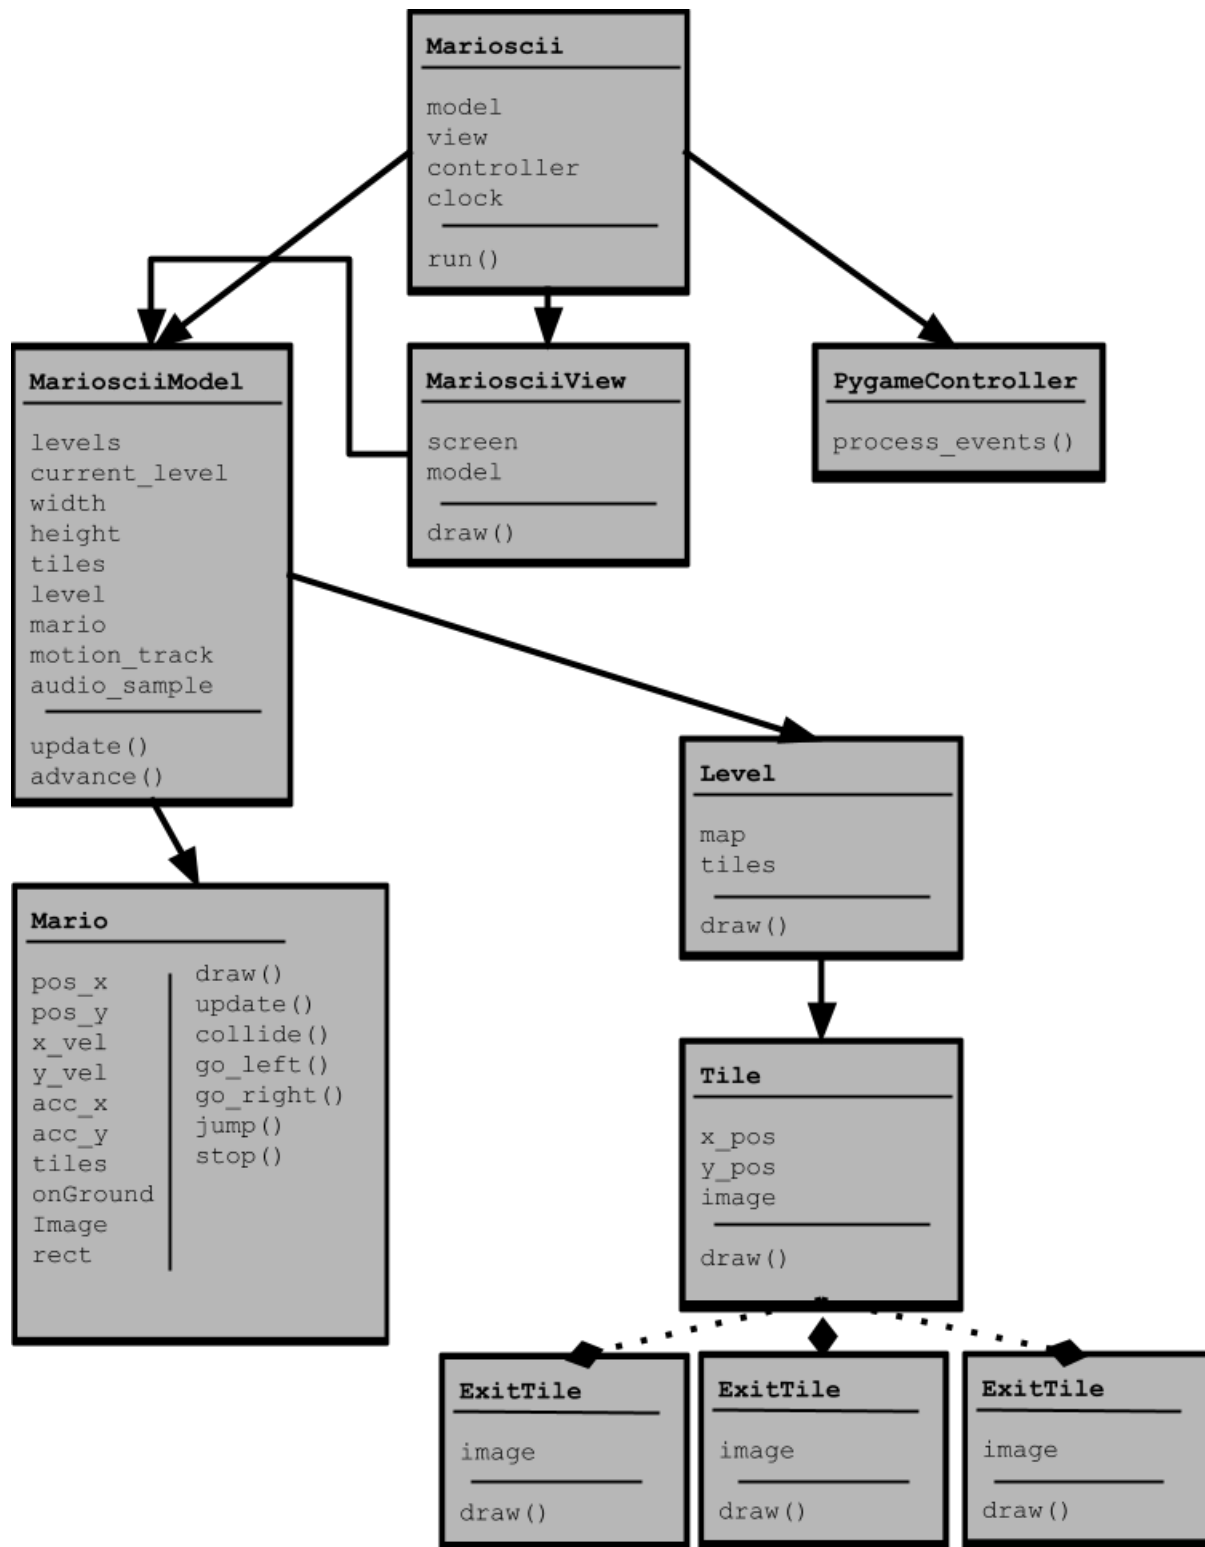 Marioscii
model
view
controller
clock
run()
MariosciiModel
levels
current_level
width
height
tiles
level
mario
motion_track
audio_sample
update()
advance()
MariosciiView
screen
model
draw()
PygameController
process_events()
Level
map
tiles
draw()
Mario
pos_x
pos_y
x_vel
y_vel
acc_x
acc_y
tiles
onGround
Image
rect
draw()
update()
collide()
go_left()
go_right()
jump()
stop()
Tile
x_pos
y_pos
image
draw()
ExitTile
image
draw()
ExitTile
image
draw()
ExitTile
image
draw()